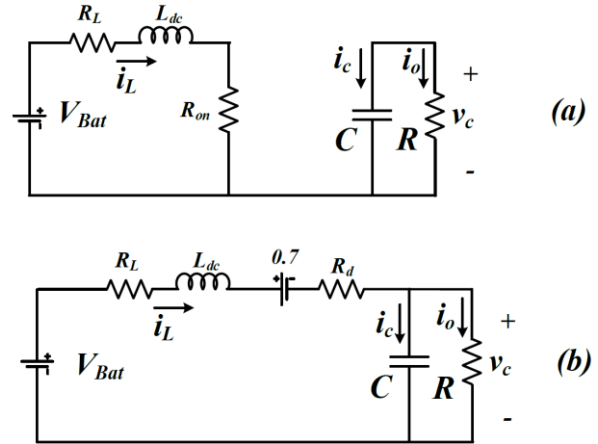 R_L L_dc
i_L
V_Bat
R_on
i_c i_o
+
C R v_c
-
(a)
R_L L_dc 0.7 R_d
+ -
i_L
V_Bat
i_c i_o
+
C R v_c
-
(b)